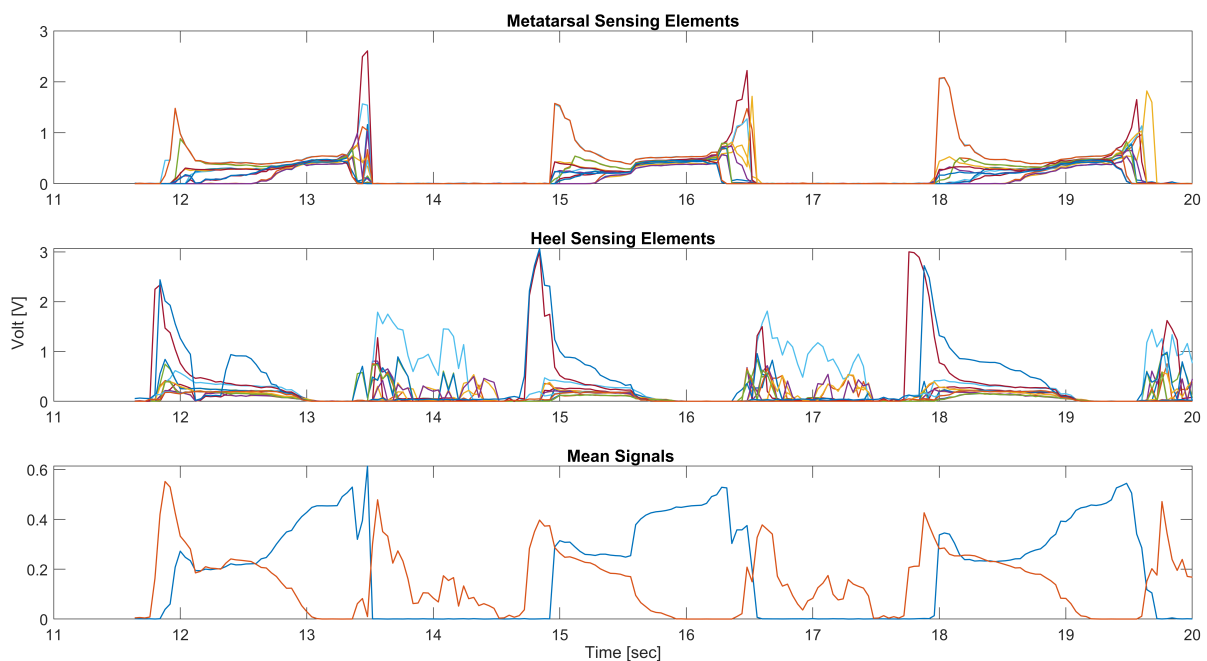 Metatarsal Sensing Elements
3
2
1
0
11 12 13 14 15 16 17 18 19 20
Heel Sensing Elements
3
2
1
0
Volt [V]
11 12 13 14 15 16 17 18 19 20
Mean Signals
0.6
0.4
0.2
0
11 12 13 14 15 16 17 18 19 20
Time [sec]